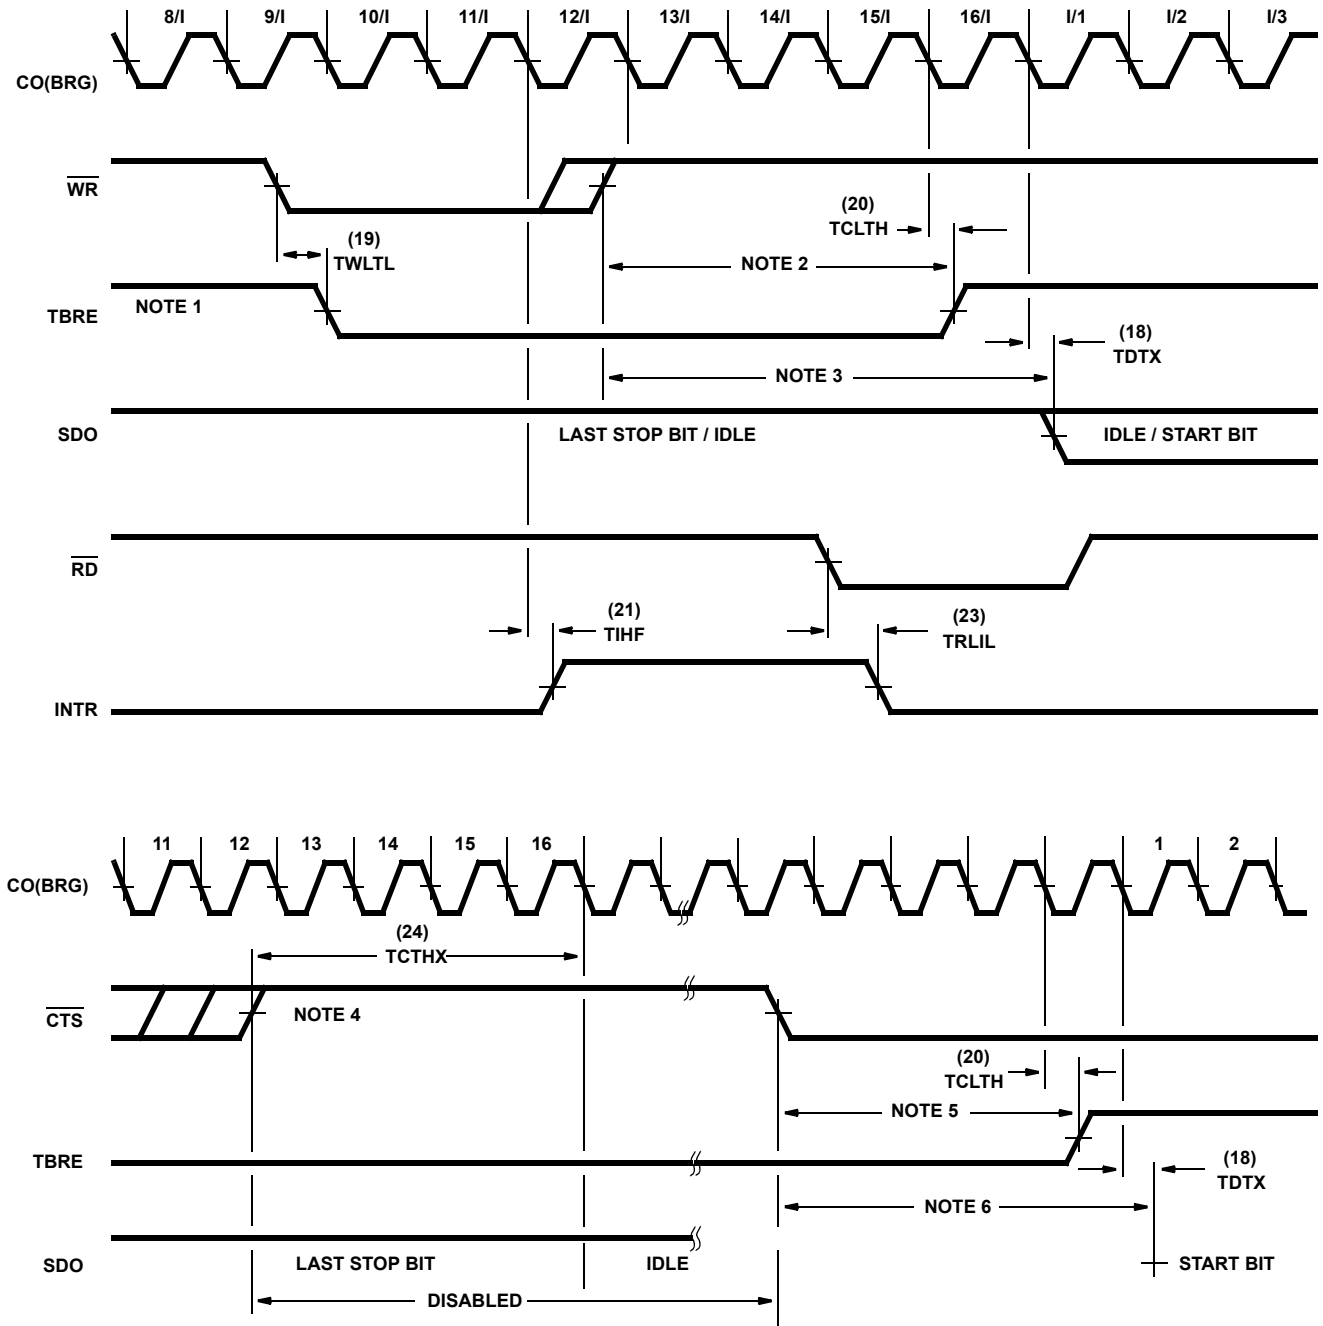 8/I 9/I 10/I 11/I 12/I 13/I 14/I 15/I 16/I I/1 I/2 I/3
CO(BRG)
WR
(20)
TCLTH
(19)
TWLTL
NOTE 2
NOTE 1
TBRE
(18)
TDTX
NOTE 3
SDO
LAST STOP BIT / IDLE
IDLE / START BIT
RD
(21)
TIHF
(23)
TRLIL
INTR
11 12 13 14 15 16 1 2
CO(BRG)
(24)
TCTHX
CTS
NOTE 4
(20)
TCLTH
NOTE 5
TBRE
(18)
TDTX
NOTE 6
SDO
LAST STOP BIT
IDLE
START BIT
DISABLED